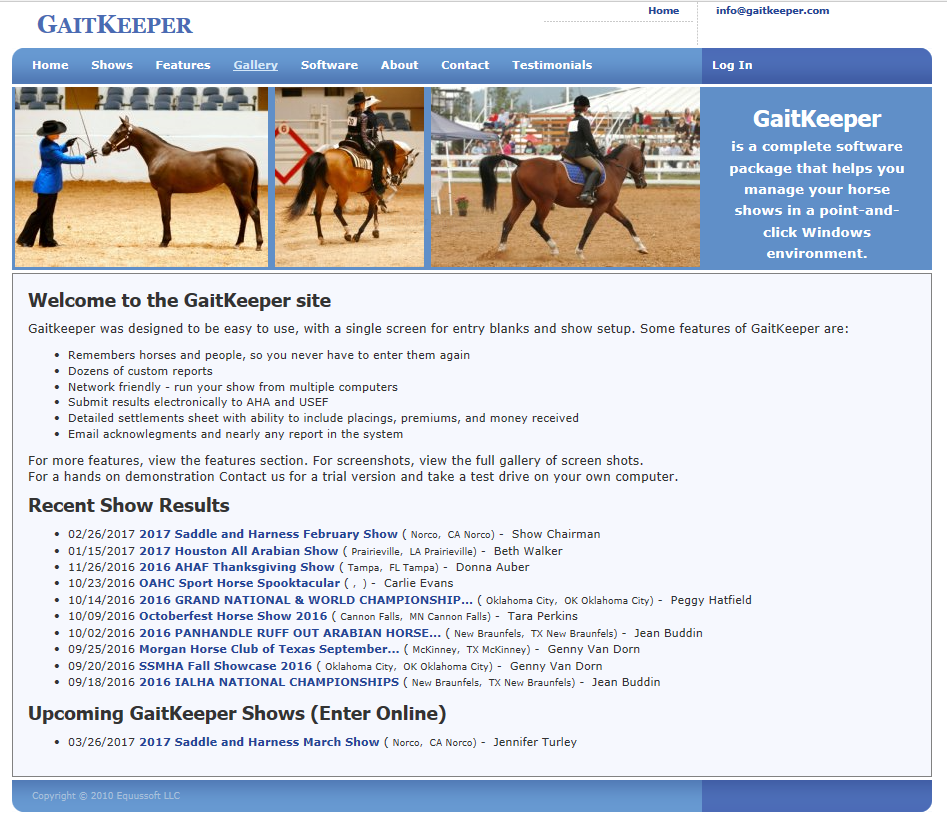 GAITKEEPER
Home
info@gaitkeeper.com
Home Shows Features Gallery Software About Contact Testimonials Log In
GaitKeeper
is a complete software
package that helps you
manage your horse
shows in a point-and-
click Windows
environment.
Welcome to the GaitKeeper site
Gaitkeeper was designed to be easy to use, with a single screen for entry blanks and show setup. Some features of GaitKeeper are:
• Remembers horses and people, so you never have to enter them again
• Dozens of custom reports
• Network friendly - run your show from multiple computers
• Submit results electronically to AHA and USEF
• Detailed settlements sheet with ability to include placings, premiums, and money received
• Email acknowlegments and nearly any report in the system
For more features, view the features section. For screenshots, view the full gallery of screen shots.
For a hands on demonstration Contact us for a trial version and take a test drive on your own computer.
Recent Show Results
• 02/26/2017 2017 Saddle and Harness February Show ( Norco, CA Norco) - Show Chairman
• 01/15/2017 2017 Houston All Arabian Show ( Prairieville, LA Prairieville) - Beth Walker
• 11/26/2016 2016 AHAF Thanksgiving Show ( Tampa, FL Tampa) - Donna Auber
• 10/23/2016 OAHC Sport Horse Spooktacular ( , ) - Carlie Evans
• 10/14/2016 2016 GRAND NATIONAL & WORLD CHAMPIONSHIP... ( Oklahoma City, OK Oklahoma City) - Peggy Hatfield
• 10/09/2016 Octoberfest Horse Show 2016 ( Cannon Falls, MN Cannon Falls) - Tara Perkins
• 10/02/2016 2016 PANHANDLE RUFF OUT ARABIAN HORSE... ( New Braunfels, TX New Braunfels) - Jean Buddin
• 09/25/2016 Morgan Horse Club of Texas September... ( McKinney, TX McKinney) - Genny Van Dorn
• 09/20/2016 SSMHA Fall Showcase 2016 ( Oklahoma City, OK Oklahoma City) - Genny Van Dorn
• 09/18/2016 2016 IALHA NATIONAL CHAMPIONSHIPS ( New Braunfels, TX New Braunfels) - Jean Buddin
Upcoming GaitKeeper Shows (Enter Online)
• 03/26/2017 2017 Saddle and Harness March Show ( Norco, CA Norco) - Jennifer Turley
Copyright © 2010 Equussoft LLC